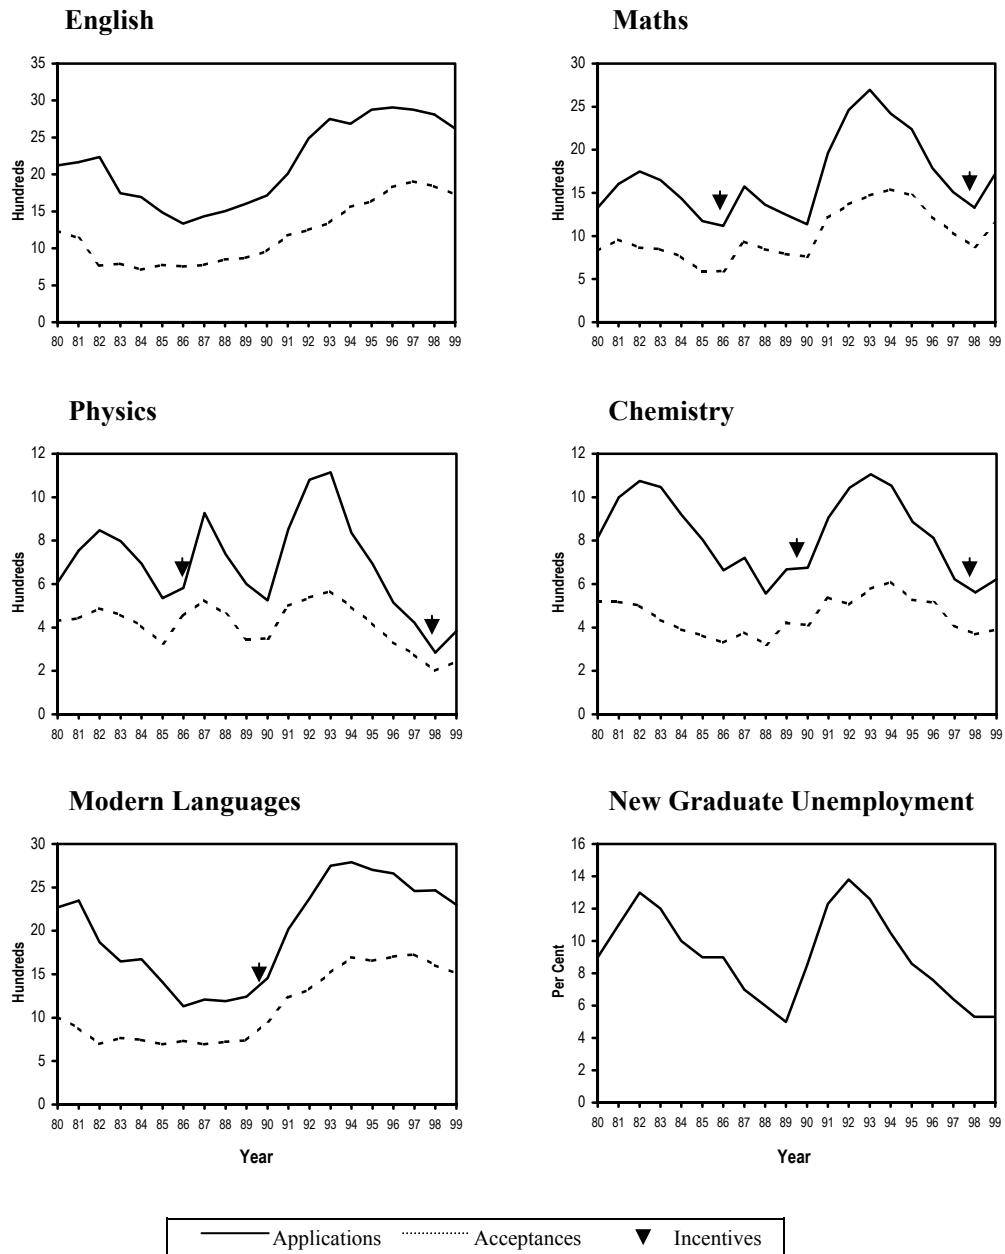 English
35
30
25
20
15
10
5
0
Hundreds
80 81 82 83 84 85 86 87 88 89 90 91 92 93 94 95 96 97 98 99
Maths
30
25
20
15
10
5
0
Hundreds
80 81 82 83 84 85 86 87 88 89 90 91 92 93 94 95 96 97 98 99
Physics
12
10
8
6
4
2
0
Hundreds
80 81 82 83 84 85 86 87 88 89 90 91 92 93 94 95 96 97 98 99
Chemistry
12
10
8
6
4
2
0
Hundreds
80 81 82 83 84 85 86 87 88 89 90 91 92 93 94 95 96 97 98 99
Modern Languages
30
25
20
15
10
5
0
Hundreds
80 81 82 83 84 85 86 87 88 89 90 91 92 93 94 95 96 97 98 99
Year
New Graduate Unemployment
16
14
12
10
8
6
4
2
0
Per Cent
80 81 82 83 84 85 86 87 88 89 90 91 92 93 94 95 96 97 98 99
Year
Applications Acceptances Incentives